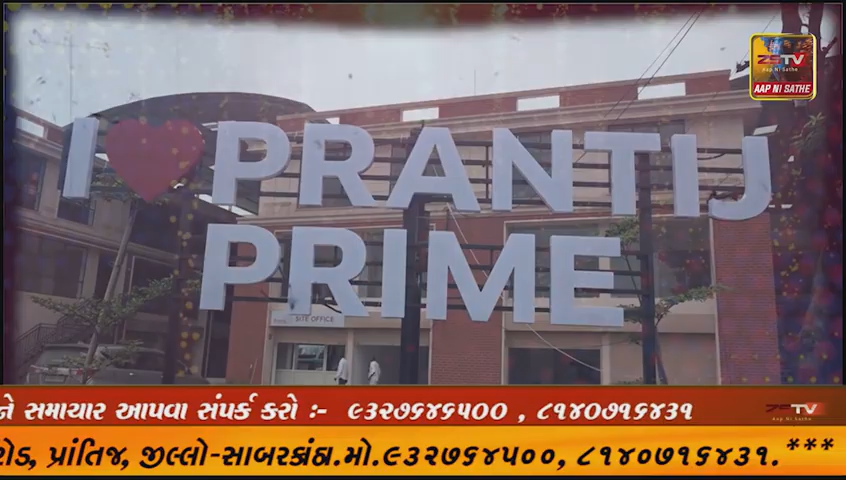 ZSTV
Aap Ni Sathe
AAP NI SATHE
I ❤ PRANTIJ
PRIME
SITE OFFICE
ને સમાચાર આપવા સંપર્ક કરો :- ૯૩૨૭૬૪૬૫૦૦ , ૮૧૪૦૭૧૬૪૩૧
ZSTV
Aap Ni Sathe
રોડ, પ્રાંતિજ, જીલ્લો-સાબરકાંઠા.મો.૯૩૨૭૬૪૫૦૦, ૮૧૪૦૭૧૬૪૩૧.***